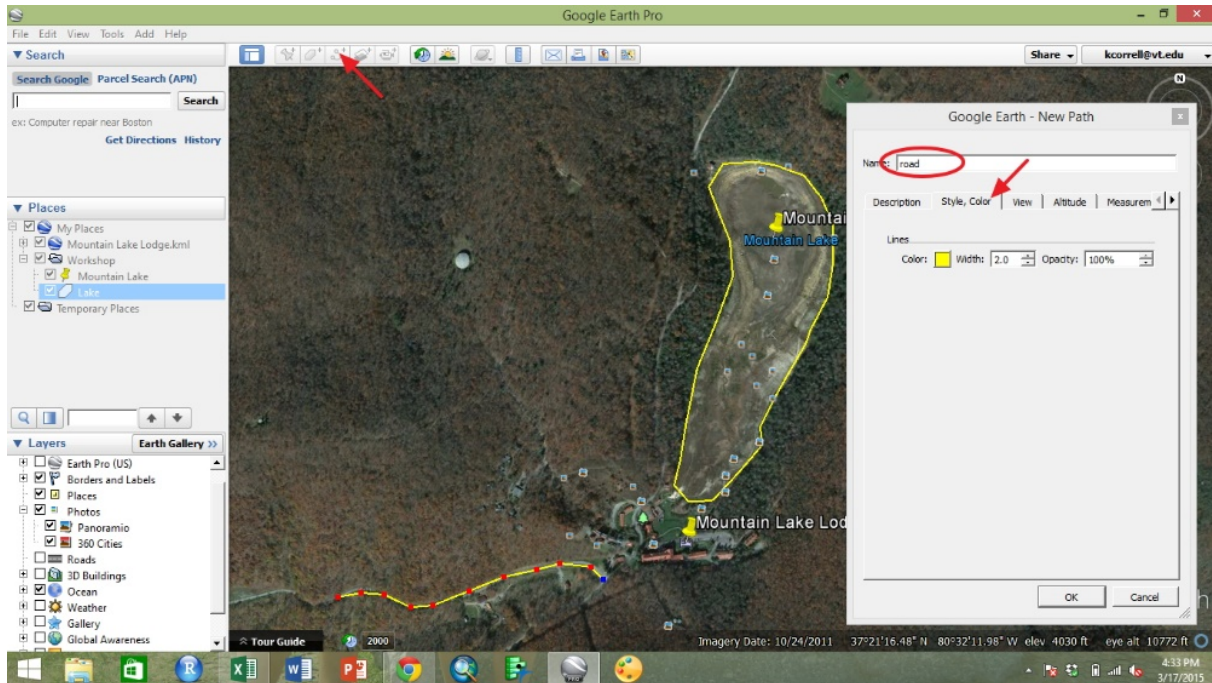 Google Earth Pro
File Edit View Tools Add Help
▼ Search
Search Google Parcel Search (APN)
Search
ex: Computer repair near Boston
Get Directions History
▼ Places
My Places
Mountain Lake Lodge.kml
Workshop
Mountain Lake
Lake
Temporary Places
▼ Layers
Earth Gallery >>
Earth Pro (US)
Borders and Labels
Places
Photos
Panoramio
360 Cities
Roads
3D Buildings
Ocean
Weather
Gallery
Global Awareness
Share
kcorrell@vt.edu
N
Mountai
Mountain Lake
Mountain Lake Lod
Google Earth - New Path
Name: road
Description Style, Color View Altitude Measurem
Lines
Color: Width: 2.0 Opacity: 100%
OK Cancel
Tour Guide 2000 Imagery Date: 10/24/2011 37°21'16.48" N 80°32'11.98" W elev 4030 ft eye alt 10772 ft
4:33 PM
3/17/2015